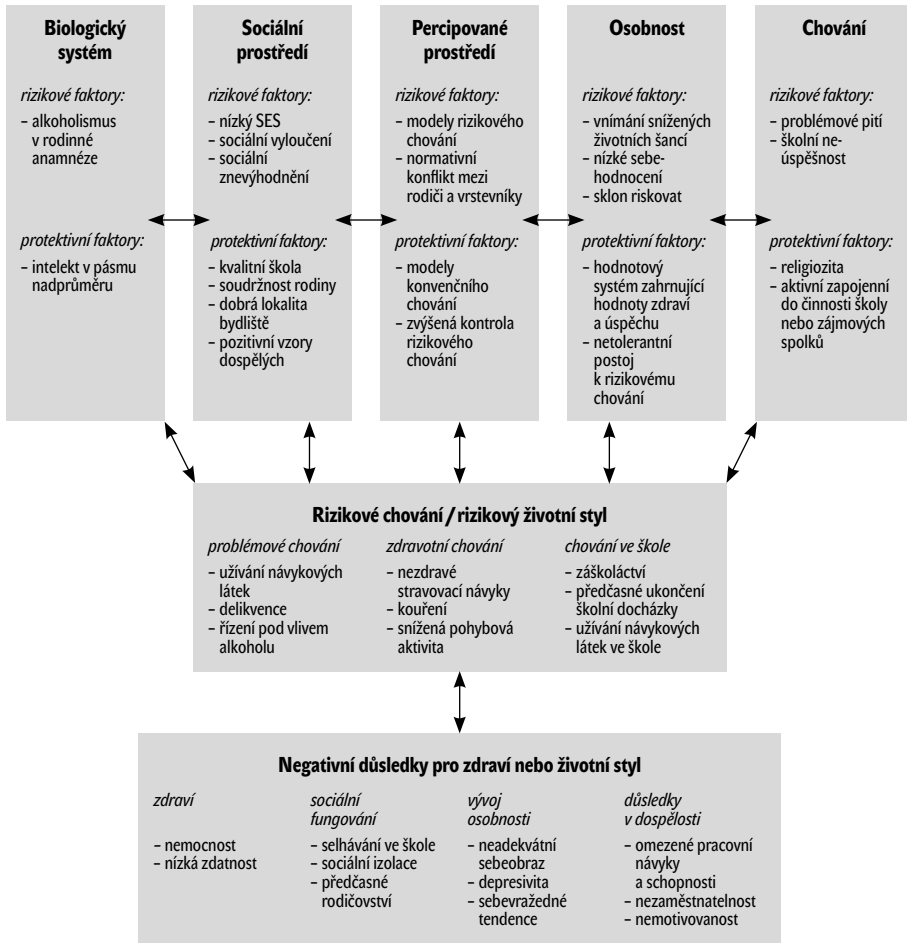 Biologický
systém
rizikové faktory:
– alkoholismus
v rodinné
anamnéze
protektivní faktory:
– intelekt v pásmu
nadprůměru
Sociální
prostředí
rizikové faktory:
– nízký SES
– sociální vyloučení
– sociální
znevýhodnění
protektivní faktory:
– kvalitní škola
– soudržnost rodiny
– dobrá lokalita
bydliště
– pozitivní vzory
dospělých
Percipované
prostředí
rizikové faktory:
– modely rizikového
chování
– normativní
konflikt mezi
rodiči a vrstevníky
protektivní faktory:
– modely
konvenčního
chování
– zvýšená kontrola
rizikového
chování
Osobnost
rizikové faktory:
– vnímání snížených
životních šancí
– nízké sebe-
hodnocení
– sklon riskovat
protektivní faktory:
– hodnotový
systém zahrnující
hodnoty zdraví
a úspěchu
– netolerantní
postoj
k rizikovému
chování
Chování
rizikové faktory:
– problémové pití
– školní ne-
úspěšnost
protektivní faktory:
– religiozita
– aktivní zapojenní
do činnosti školy
nebo zájmových
spolků
Rizikové chování / rizikový životní styl
problémové chování
– užívání návykových
látek
– delikvence
– řízení pod vlivem
alkoholu
zdravotní chování
– nezdravé
stravovací návyky
– kouření
– snížená pohybová
aktivita
chování ve škole
– záškoláctví
– předčasné ukončení
školní docházky
– užívání návykových
látek ve škole
Negativní důsledky pro zdraví nebo životní styl
zdraví
– nemocnost
– nízká zdatnost
sociální
fungování
– selhávání ve škole
– sociální izolace
– předčasné
rodičovství
vývoj
osobnosti
– neadekvátní
sebeobraz
– depresivita
– sebevražedné
tendence
důsledky
v dospělosti
– omezené pracovní
návyky
a schopnosti
– nezaměstnatelnost
– nemotivovanost